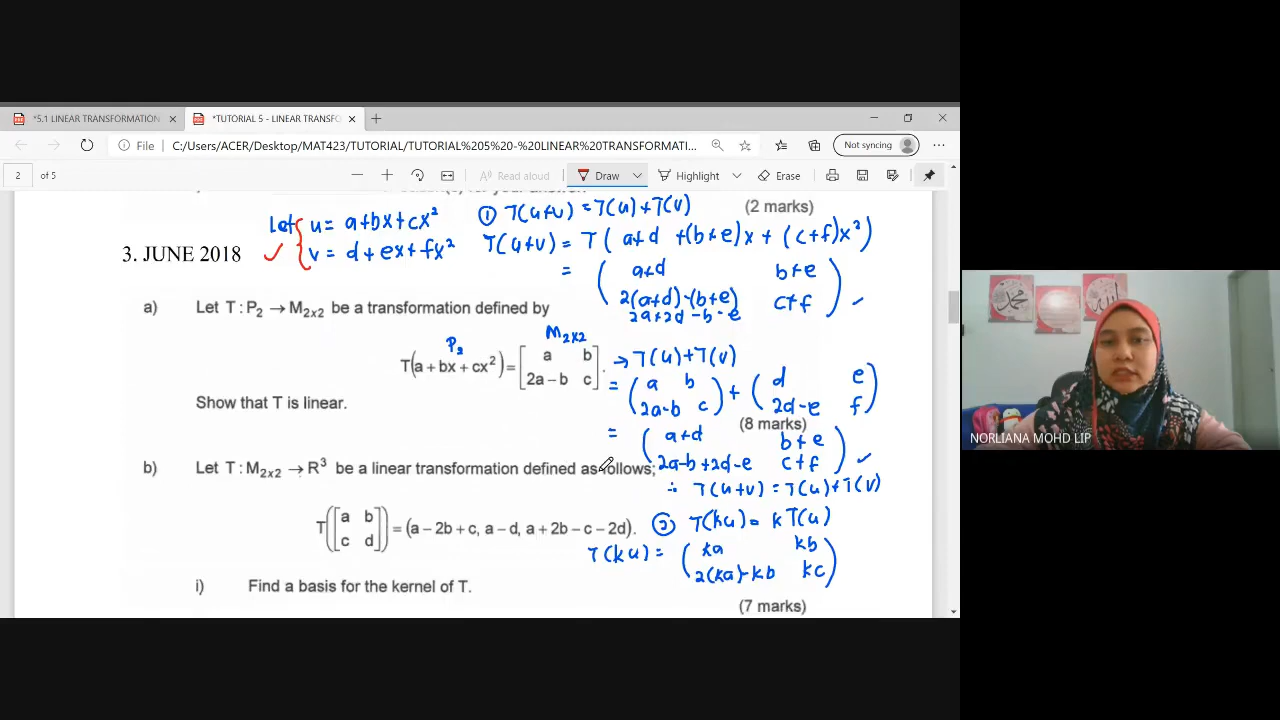 *5.1 LINEAR TRANSFORMATION
*TUTORIAL 5 - LINEAR TRANSFO
File C:/Users/ACER/Desktop/MAT423/TUTORIAL/TUTORIAL%205%20-%20LINEAR%20TRANSFORMATI...
Not syncing
2 of 5
Read aloud
Draw
Highlight
Erase
for your answer
(2 marks)
Let u = a+bx+cx²
v = d+ex+fx²
① T(u+v) = T(u)+T(v)
T(u+v) = T( a+d +(b+e)x + (c+f)x²)
= ( a+d b+e
2(a+d)-(b+e) c+f ) ✓
2a+2d-b-e
3. JUNE 2018 ✓
a) Let T : P₂ → M₂ₓ₂ be a transformation defined by
P₂ M₂ₓ₂
T(a + bx + cx²) = [ a b
2a − b c ].
Show that T is linear.
(8 marks)
→ T(u)+T(v)
= ( a b
2a-b c ) + ( d e
2d-e f )
= ( a+d b+e
2a-b+2d-e c+f ) ✓
∴ T(u+v) = T(u)+T(v)
② T(ku) = kT(u)
T(ku) = ( ka kb
2(ka)-kb kc )
b) Let T : M₂ₓ₂ → R³ be a linear transformation defined as follows;
T([ a b
c d ]) = (a − 2b + c, a − d, a + 2b − c − 2d).
i) Find a basis for the kernel of T.
(7 marks)
NORLIANA MOHD LIP